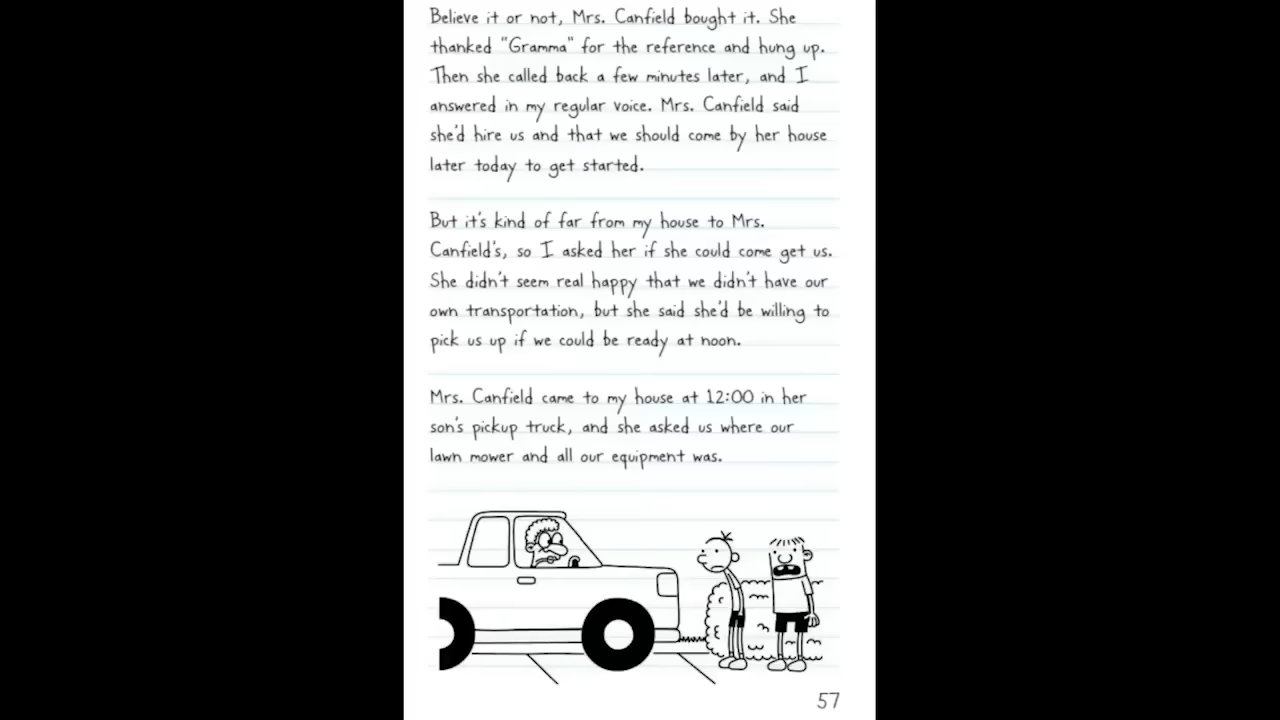 Believe it or not, Mrs. Canfield bought it. She
thanked "Gramma" for the reference and hung up.
Then she called back a few minutes later, and I
answered in my regular voice. Mrs. Canfield said
she'd hire us and that we should come by her house
later today to get started.
But it's kind of far from my house to Mrs.
Canfield's, so I asked her if she could come get us.
She didn't seem real happy that we didn't have our
own transportation, but she said she'd be willing to
pick us up if we could be ready at noon.
Mrs. Canfield came to my house at 12:00 in her
son's pickup truck, and she asked us where our
lawn mower and all our equipment was.
57